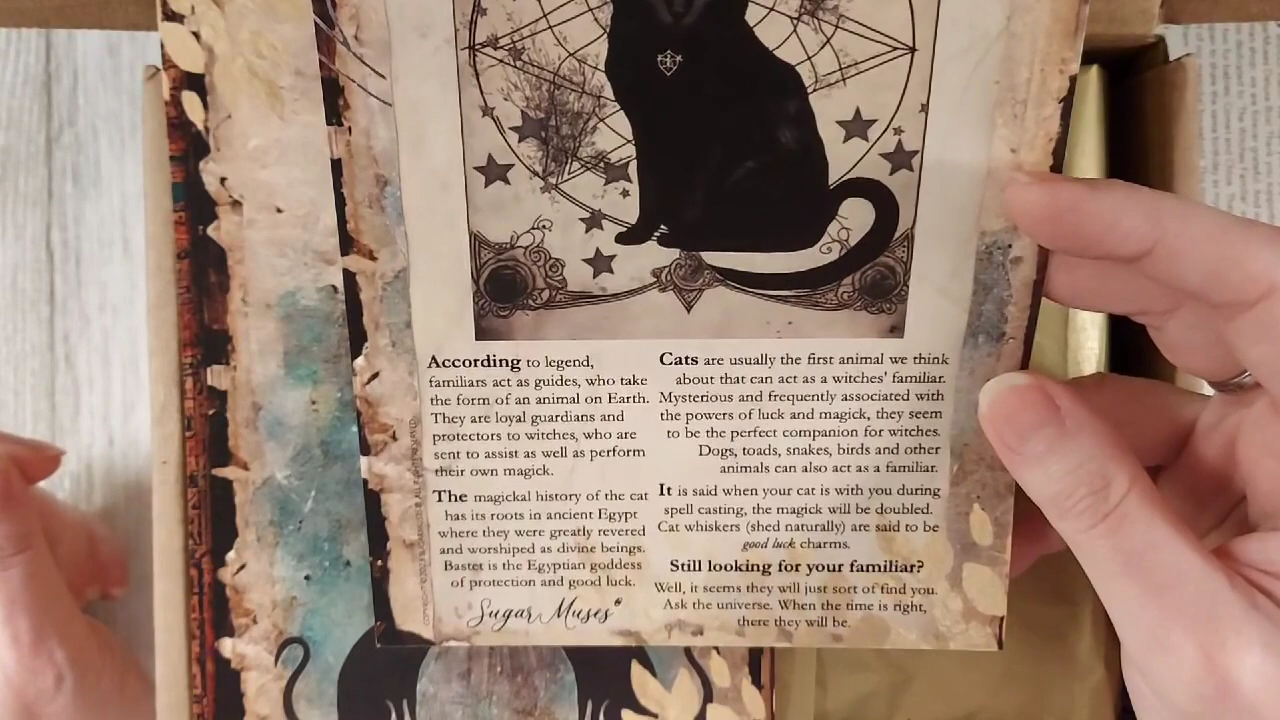 According to legend,
familiars act as guides, who take
the form of an animal on Earth.
They are loyal guardians and
protectors to witches, who are
sent to assist as well as perform
their own magick.
The magickal history of the cat
has its roots in ancient Egypt
where they were greatly revered
and worshiped as divine beings.
Bastet is the Egyptian goddess
of protection and good luck.
Sugar Muses®
Cats are usually the first animal we think
about that can act as a witches' familiar.
Mysterious and frequently associated with
the powers of luck and magick, they seem
to be the perfect companion for witches.
Dogs, toads, snakes, birds and other
animals can also act as a familiar.
It is said when your cat is with you during
spell casting, the magick will be doubled.
Cat whiskers (shed naturally) are said to be
good luck charms.
Still looking for your familiar?
Well, it seems they will just sort of find you.
Ask the universe. When the time is right,
there they will be.